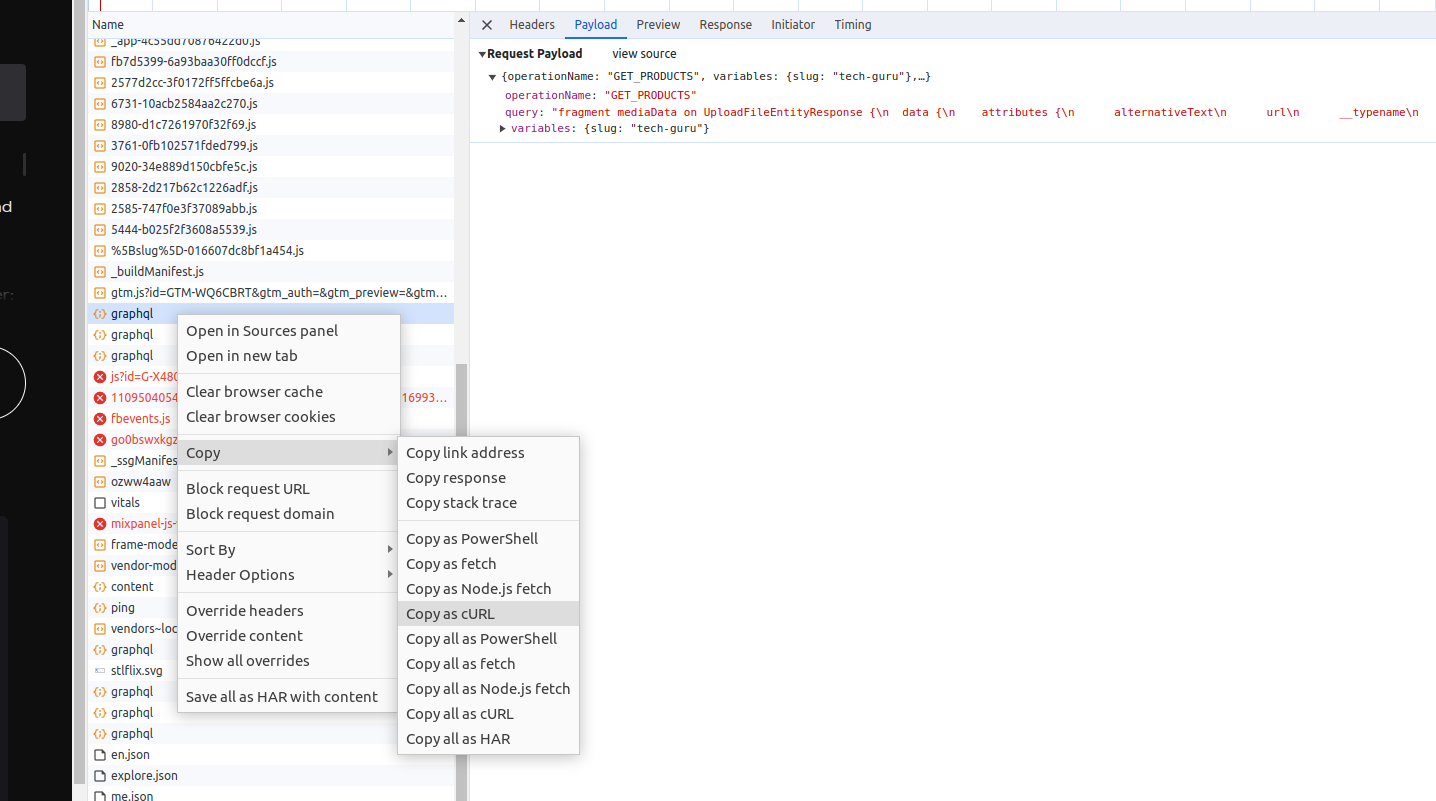 Name
_app-4c55dd70876422d0.js
fb7d5399-6a93baa30ff0dccf.js
2577d2cc-3f0172ff5ffcbe6a.js
6731-10acb2584aa2c270.js
8980-d1c7261970f32f69.js
3761-0fb102571fded799.js
9020-34e889d150cbfe5c.js
2858-2d217b62c1226adf.js
2585-747f0e3f37089abb.js
5444-b025f2f3608a5539.js
%5Bslug%5D-016607dc8bf1a454.js
_buildManifest.js
gtm.js?id=GTM-WQ6CBRT&gtm_auth=&gtm_preview=&gtm…
graphql
graphql
graphql
js?id=G-X480
1109504054 16993…
fbevents.js
go0bswxkgz
_ssgManifes
ozww4aaw
vitals
mixpanel-js-
frame-mode
vendor-mod
content
ping
vendors~loc
graphql
stlflix.svg
graphql
graphql
graphql
en.json
explore.json
me.json
Open in Sources panel
Open in new tab
Clear browser cache
Clear browser cookies
Copy
Block request URL
Block request domain
Sort By
Header Options
Override headers
Override content
Show all overrides
Save all as HAR with content
Copy link address
Copy response
Copy stack trace
Copy as PowerShell
Copy as fetch
Copy as Node.js fetch
Copy as cURL
Copy all as PowerShell
Copy all as fetch
Copy all as Node.js fetch
Copy all as cURL
Copy all as HAR
Headers Payload Preview Response Initiator Timing
Request Payload view source
{operationName: "GET_PRODUCTS", variables: {slug: "tech-guru"},…}
operationName: "GET_PRODUCTS"
query: "fragment mediaData on UploadFileEntityResponse {\n data {\n attributes {\n alternativeText\n url\n __typename\n
variables: {slug: "tech-guru"}